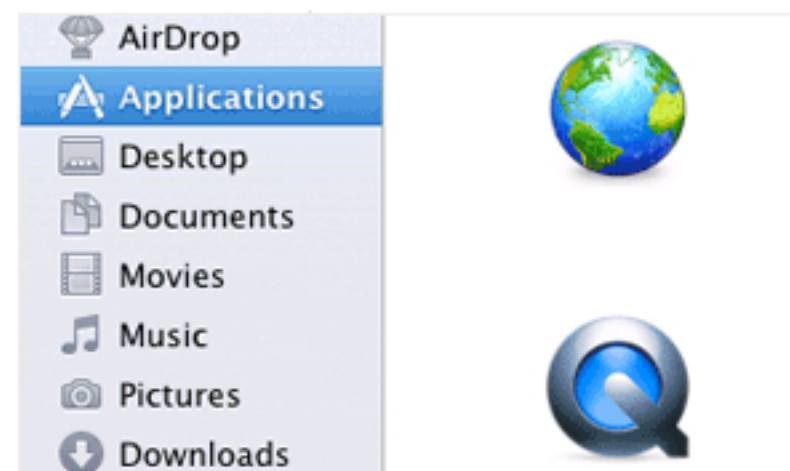 AirDrop
Applications
Desktop
Documents
Movies
Music
Pictures
Downloads